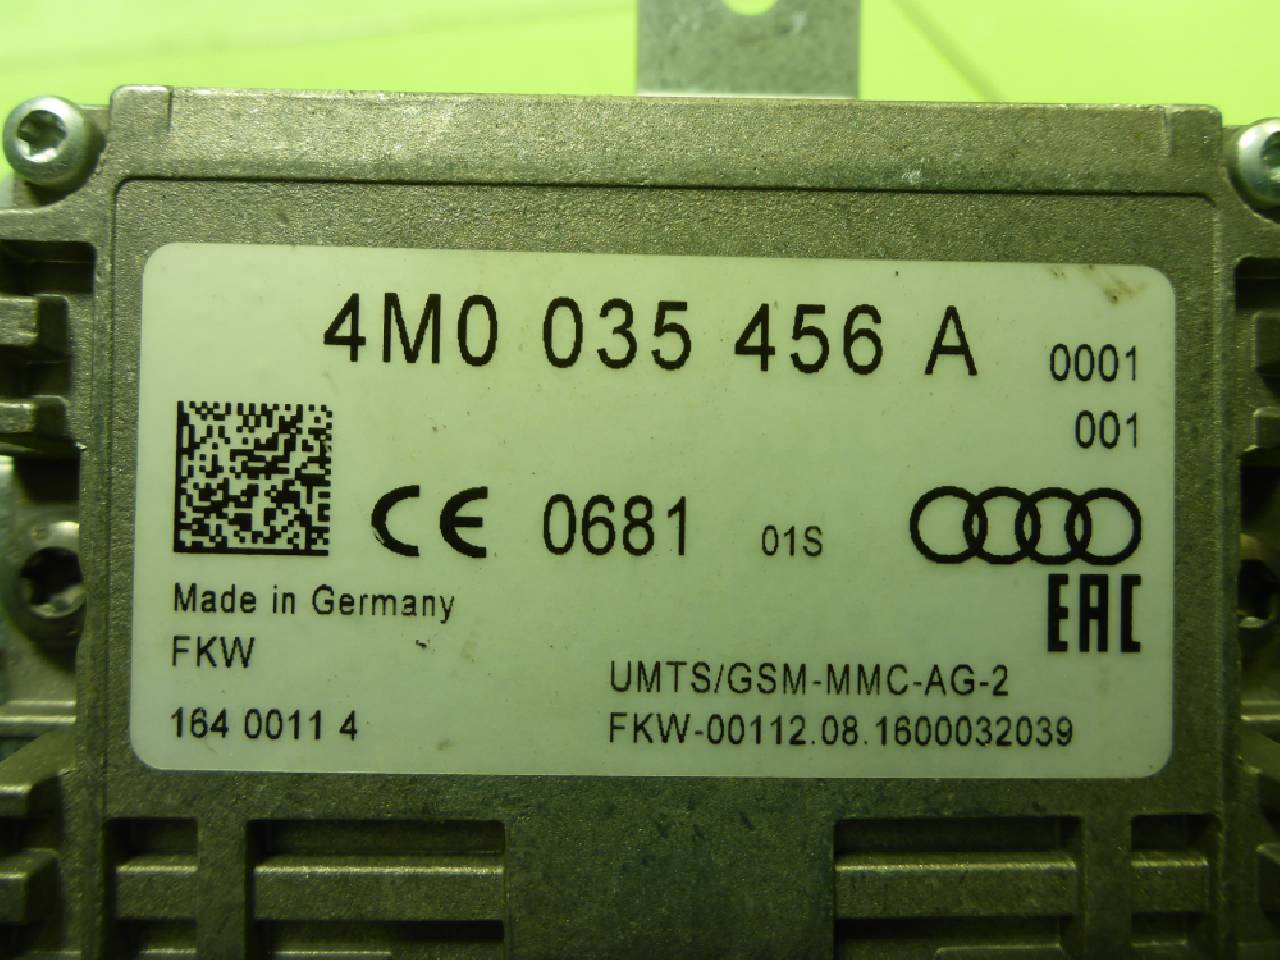 4M0 035 456 A 0001
001
CE 0681 01S
EAC
Made in Germany
FKW
UMTS/GSM-MMC-AG-2
164 0011 4
FKW-00112.08.1600032039